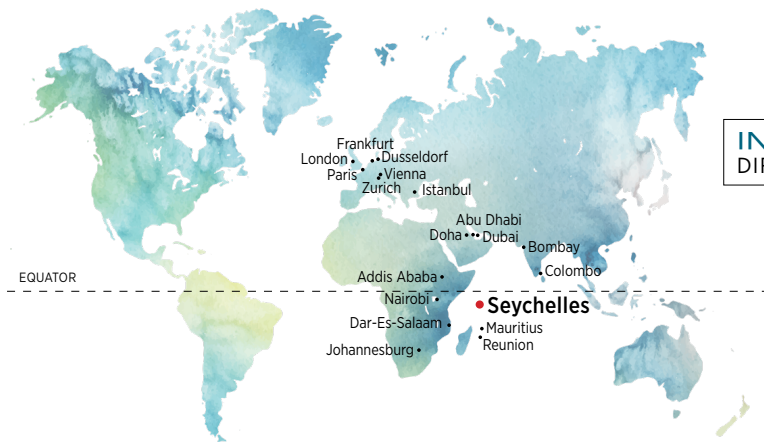 Frankfurt
London
Dusseldorf
Paris
Vienna
Zurich
Istanbul
Abu Dhabi
Doha
Dubai
Bombay
Colombo
Addis Ababa
EQUATOR
Nairobi
Seychelles
Dar-Es-Salaam
Mauritius
Reunion
Johannesburg